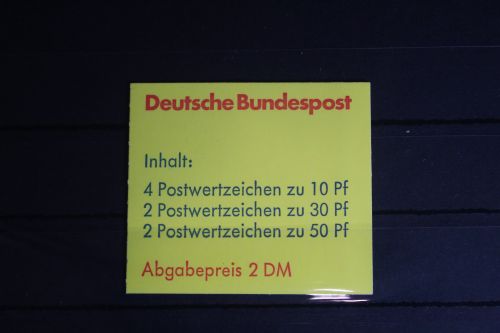 Deutsche Bundespost
Inhalt:
4 Postwertzeichen zu 10 Pf
2 Postwertzeichen zu 30 Pf
2 Postwertzeichen zu 50 Pf
Abgabepreis 2 DM